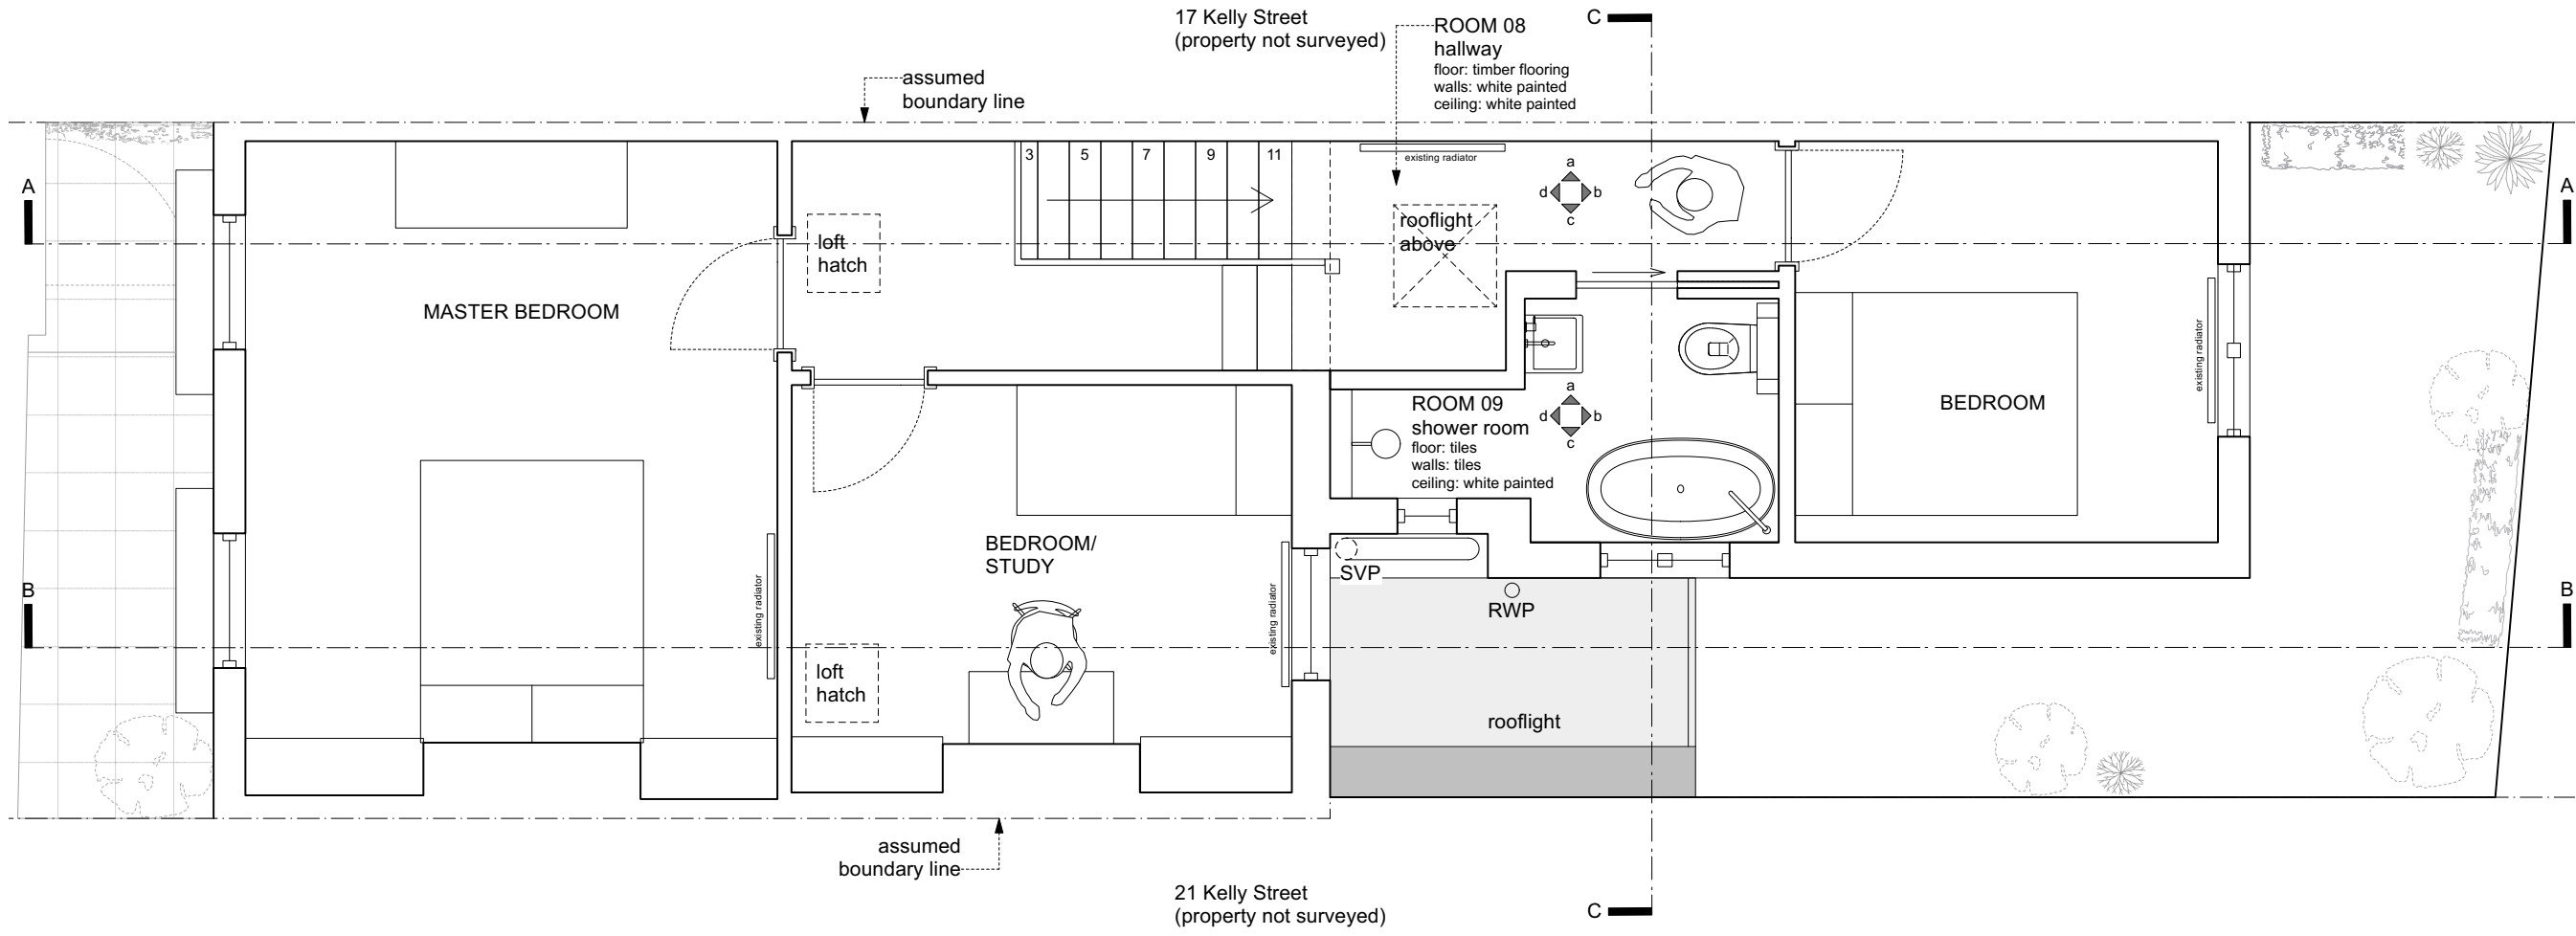 17 Kelly Street
(property not surveyed)
C
ROOM 08
hallway
floor: timber flooring
walls: white painted
ceiling: white painted
assumed
boundary line
A
A
3
5
7
9
11
existing radiator
a
d
b
c
rooflight
above
loft
hatch
MASTER BEDROOM
existing radiator
BEDROOM
a
d
b
c
ROOM 09
shower room
floor: tiles
walls: tiles
ceiling: white painted
BEDROOM/
STUDY
SVP
B
B
existing radiator
existing radiator
RWP
loft
hatch
rooflight
assumed
boundary line
21 Kelly Street
(property not surveyed)
C